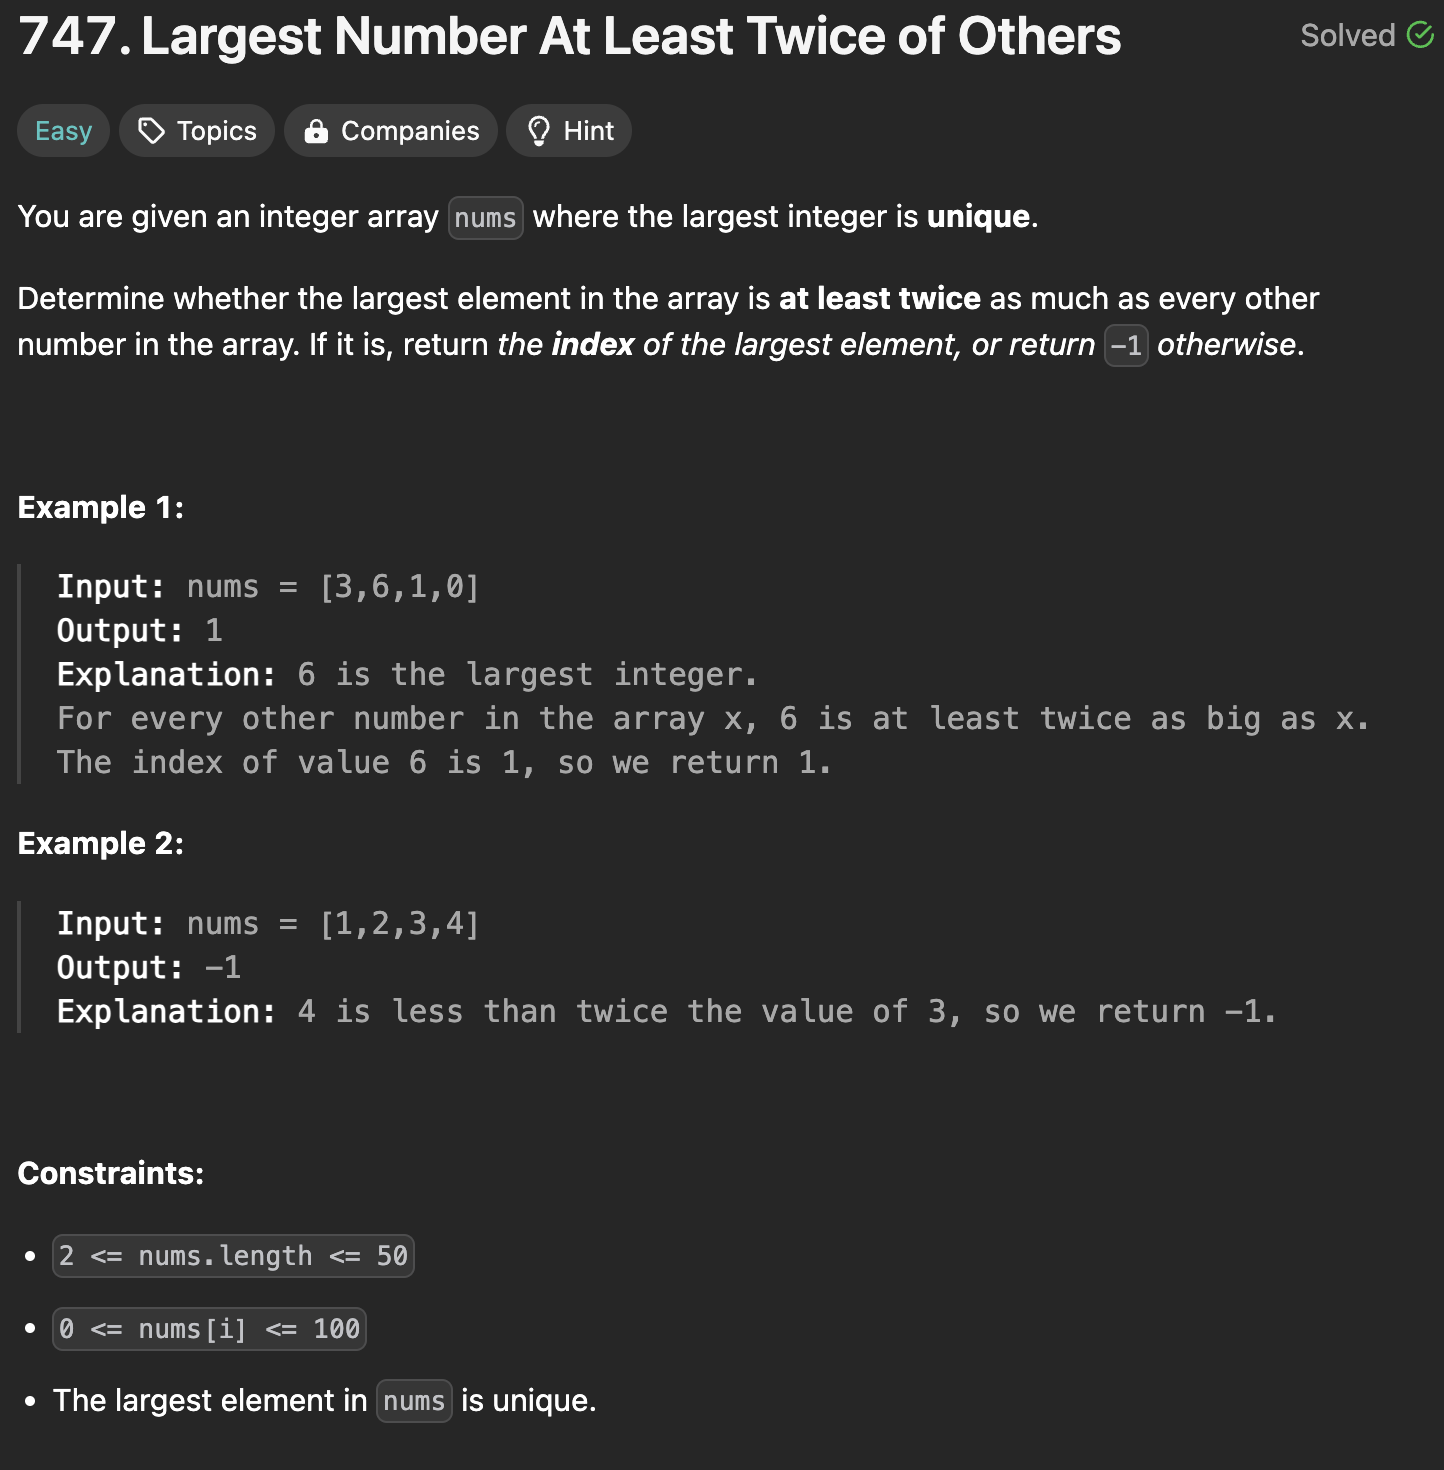 747. Largest Number At Least Twice of Others
Solved
Easy
Topics
Companies
Hint
You are given an integer array nums where the largest integer is unique.
Determine whether the largest element in the array is at least twice as much as every other
number in the array. If it is, return the index of the largest element, or return -1 otherwise.
Example 1:
Input: nums = [3,6,1,0]
Output: 1
Explanation: 6 is the largest integer.
For every other number in the array x, 6 is at least twice as big as x.
The index of value 6 is 1, so we return 1.
Example 2:
Input: nums = [1,2,3,4]
Output: -1
Explanation: 4 is less than twice the value of 3, so we return -1.
Constraints:
• 2 <= nums.length <= 50
• 0 <= nums[i] <= 100
• The largest element in nums is unique.